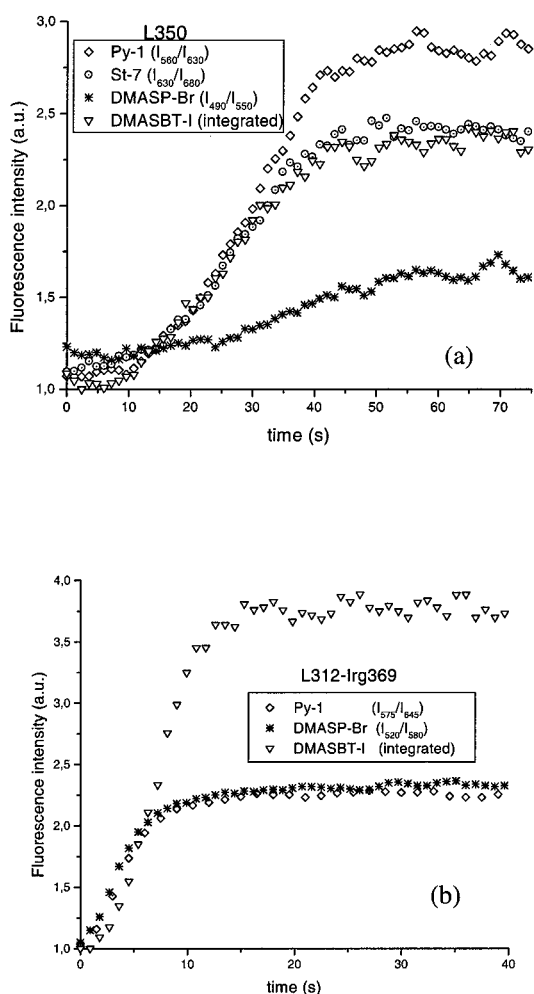 L350
Py-1 (I560/I630)
St-7 (I630/I680)
DMASP-Br (I490/I550)
DMASBT-I (integrated)
3,0
2,5
2,0
1,5
1,0
Fluorescence intensity (a.u.)
(a)
0 10 20 30 40 50 60 70
time (s)
4,0
3,5
3,0
2,5
2,0
1,5
1,0
Fluorescence intensity (a.u.)
L312-Irg369
Py-1 (I575/I645)
DMASP-Br (I520/I580)
DMASBT-I (integrated)
(b)
0 10 20 30 40
time (s)